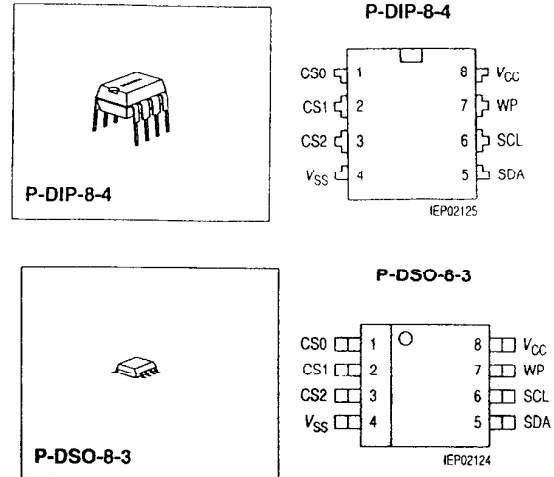 P-DIP-8-4
P-DIP-8-4
CS0 1 8 VCC
CS1 2 7 WP
CS2 3 6 SCL
VSS 4 5 SDA
IEP02125
P-DSO-8-3
P-DSO-8-3
CS0 1 8 VCC
CS1 2 7 WP
CS2 3 6 SCL
VSS 4 5 SDA
IEP02124